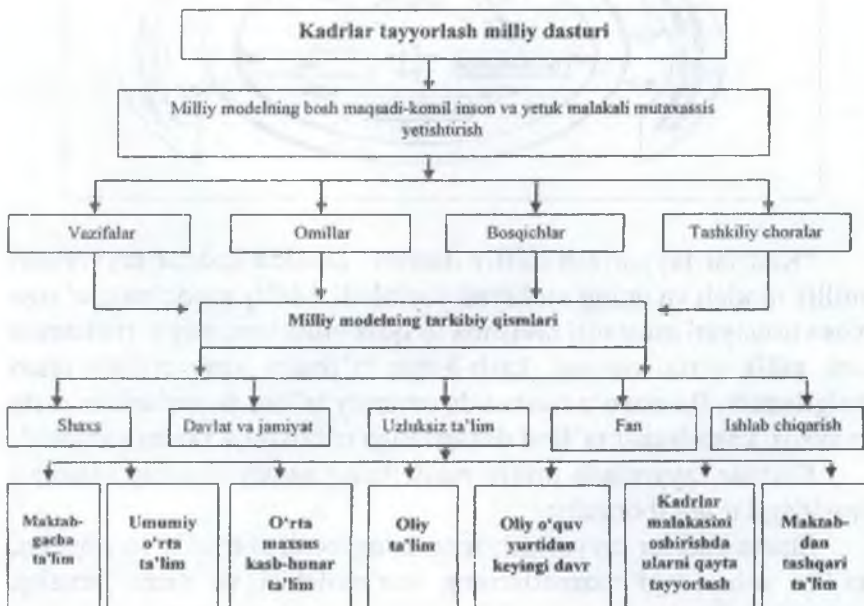 Kadrlar tayyorlash milliy dasturi
Milliy modelning bosh maqsadi-komil inson va yetuk malakali mutaxassis
yetishtirish
Vazifalar
Omillar
Bosqichlar
Tashkiliy choralar
Milliy modelning tarkibiy qismlari
Shaxs
Davlat va jamiyat
Uzluksiz ta'lim
Fan
Ishlab chiqarish
Maktab-
gacha
ta'lim
Umumiy
o'rta
ta'lim
O'rta
maxsus
kasb-hunar
ta'lim
Oliy
ta'lim
Oliy o'quv
yurtidan
keyingi davr
Kadrlar
malakasini
oshirishda
ularni qayta
tayyorlash
Maktab-
dan
tashqari
ta'lim